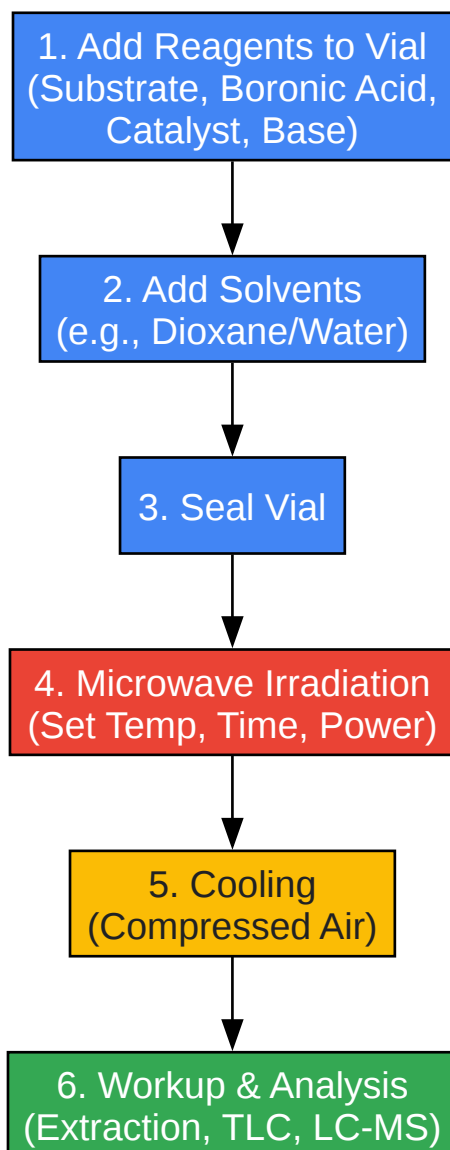 1. Add Reagents to Vial
(Substrate, Boronic Acid,
Catalyst, Base)
2. Add Solvents
(e.g., Dioxane/Water)
3. Seal Vial
4. Microwave Irradiation
(Set Temp, Time, Power)
5. Cooling
(Compressed Air)
6. Workup & Analysis
(Extraction, TLC, LC-MS)